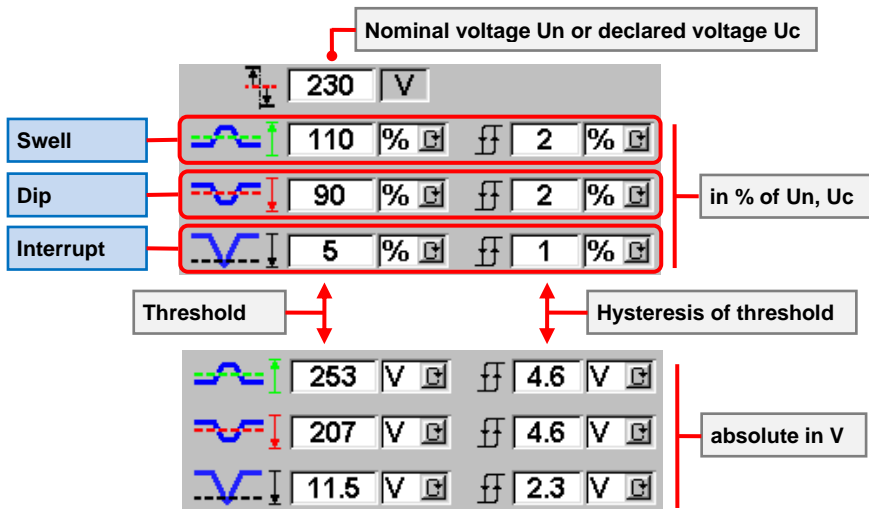 Nominal voltage Un or declared voltage Uc
230 V
Swell 110 % 2 %
Dip 90 % 2 % in % of Un, Uc
Interrupt 5 % 1 %
Threshold Hysteresis of threshold
253 V 4.6 V
207 V 4.6 V absolute in V
11.5 V 2.3 V